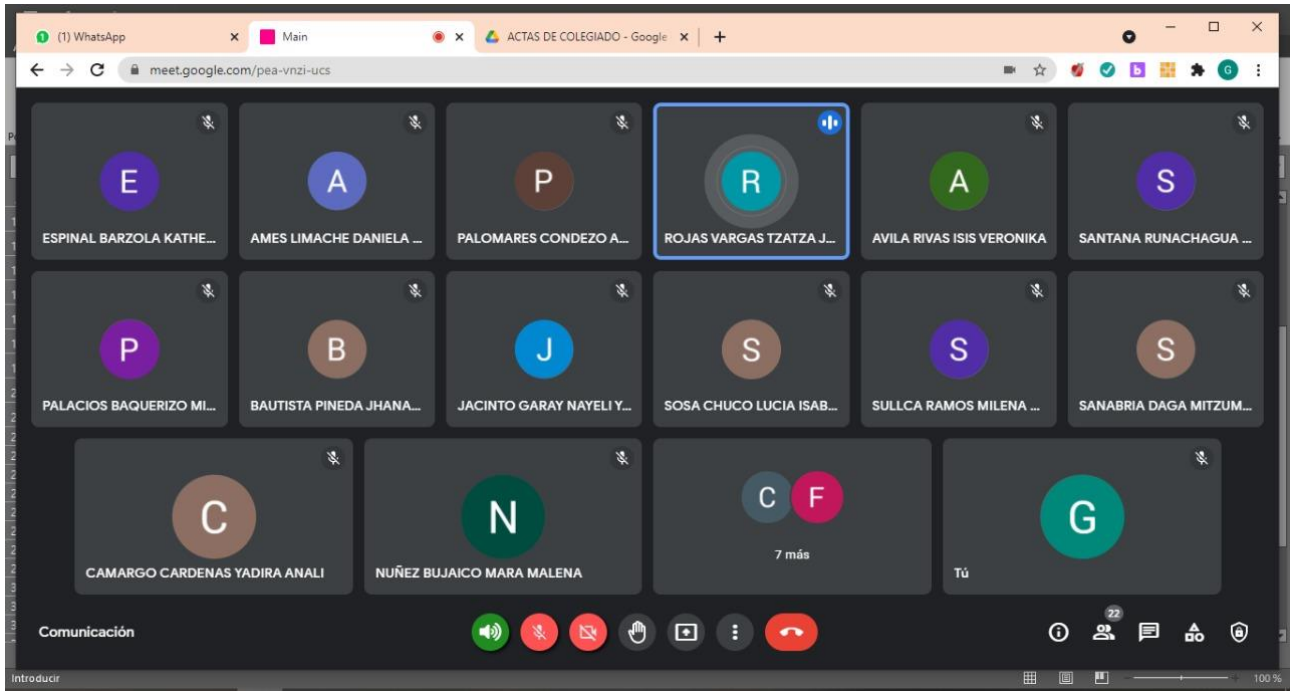 (1) WhatsApp
Main
ACTAS DE COLEGIADO - Google
meet.google.com/pea-vnzi-ucs
b
G
E
A
P
R
A
S
ESPINAL BARZOLA KATHE...
AMES LIMACHE DANIELA ...
PALOMARES CONDEZO A...
ROJAS VARGAS TZATZA J...
AVILA RIVAS ISIS VERONIKA
SANTANA RUNACHAGUA ...
P
B
J
S
S
S
PALACIOS BAQUERIZO MI...
BAUTISTA PINEDA JHANA...
JACINTO GARAY NAYELI Y...
SOSA CHUCO LUCIA ISAB...
SULLCA RAMOS MILENA ...
SANABRIA DAGA MITZUM...
C
N
C F
G
7 más
CAMARGO CARDENAS YADIRA ANALI
NUÑEZ BUJAICO MARA MALENA
Tú
Comunicación
22
Introducir
100 %